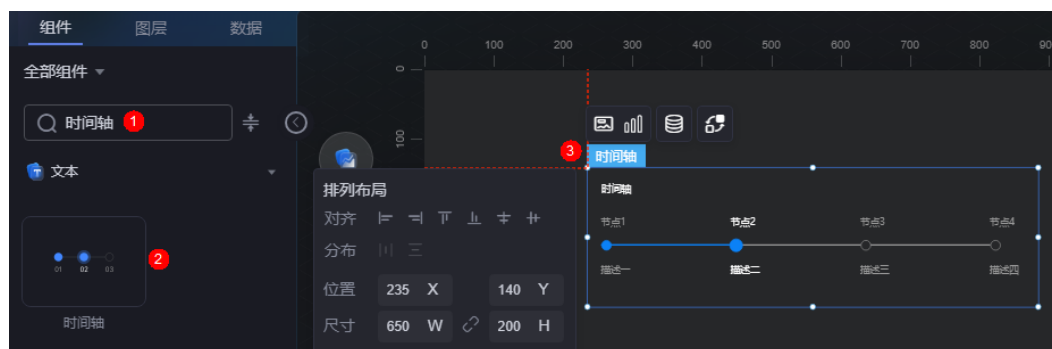 组件 图层 数据
全部组件
时间轴 1
文本
01 02 03
2
时间轴
0 100 200 300 400 500 600 700 800 90
0
100
3
时间轴
排列布局
对齐
分布
位置 235 X 140 Y
尺寸 650 W 200 H
时间轴
节点1 节点2 节点3 节点4
描述一 描述二 描述三 描述四